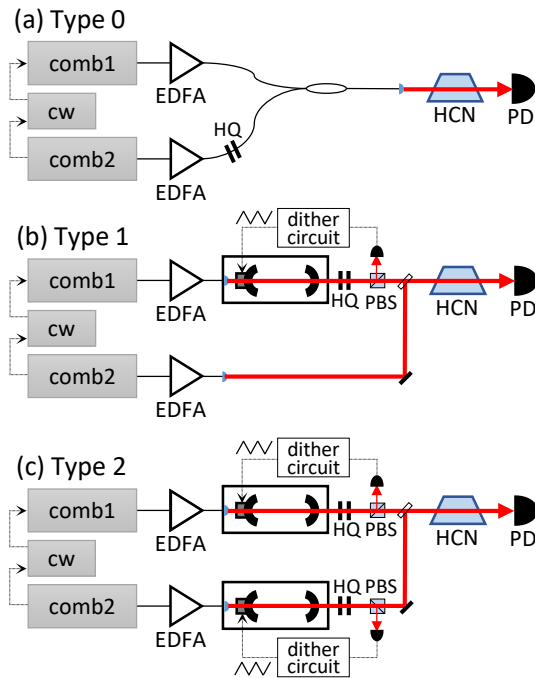 (a) Type 0
comb1
EDFA
cw
HQ
comb2
EDFA
HCN
PD
(b) Type 1
dither
circuit
comb1
EDFA
HQ PBS
HCN
PD
cw
comb2
EDFA
(c) Type 2
dither
circuit
comb1
EDFA
HQ PBS
HCN
PD
cw
HQ PBS
comb2
EDFA
dither
circuit